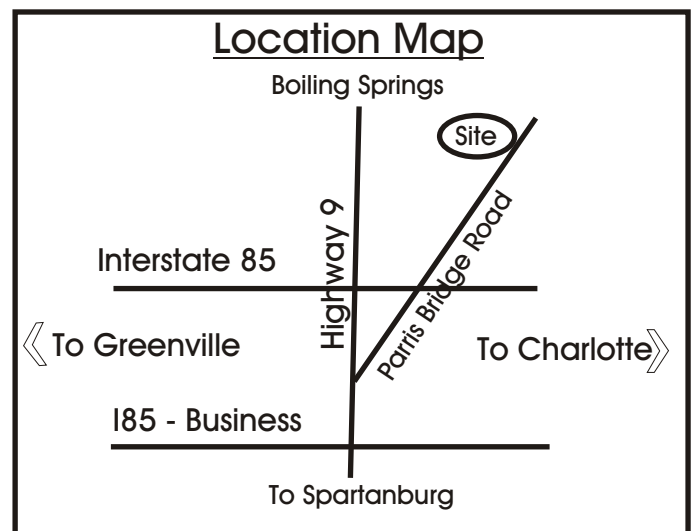 Location Map
Boiling Springs
Site
Highway 9
Parris Bridge Road
Interstate 85
To Greenville
To Charlotte
I85 - Business
To Spartanburg